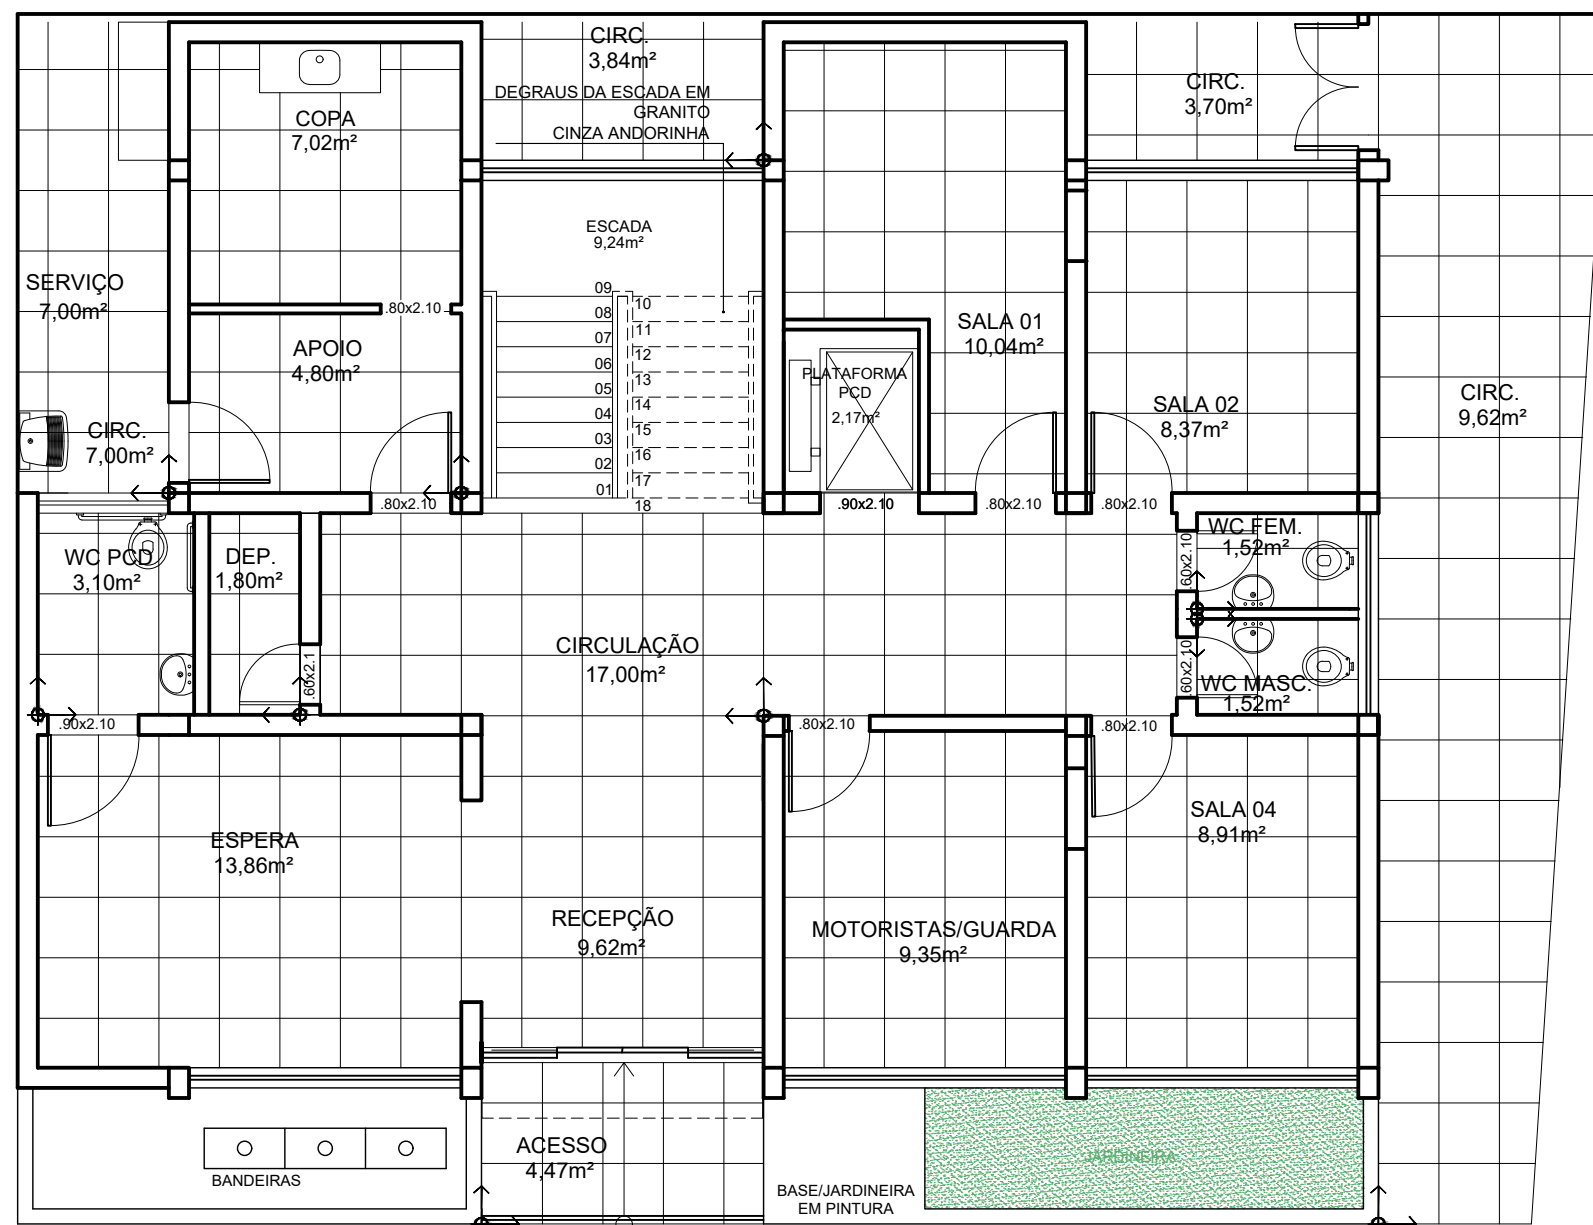 CIRC.
3,84m²
DEGRAUS DA ESCADA EM
GRANITO
CINZA ANDORINHA
CIRC.
3,70m²
COPA
7,02m²
ESCADA
9,24m²
SERVIÇO
7,00m²
.80x2.10
APOIO
4,80m²
09
08
07
06
05
04
03
02
01
10
11
12
13
14
15
16
17
18
SALA 01
10,04m²
PLATAFORMA
PCD
2,17m²
SALA 02
8,37m²
CIRC.
9,62m²
CIRC.
7,00m²
.80x2.10
.90x2.10
.80x2.10
.80x2.10
WC PCD
3,10m²
DEP.
1,80m²
WC FEM.
1,52m²
.60x2.10
CIRCULAÇÃO
17,00m²
.60x2.1
.60x2.10
WC MASC.
1,52m²
.90x2.10
.80x2.10
.80x2.10
ESPERA
13,86m²
SALA 04
8,91m²
RECEPÇÃO
9,62m²
MOTORISTAS/GUARDA
9,35m²
ACESSO
4,47m²
BANDEIRAS
JARDINEIRA
BASE/JARDINEIRA
EM PINTURA